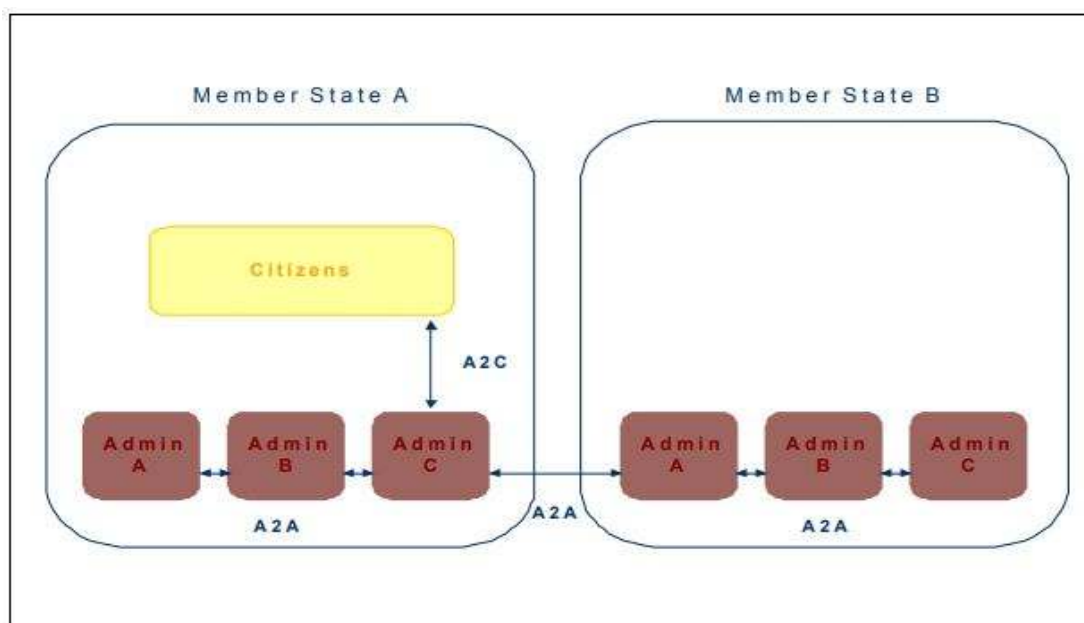 Member State A
Member State B
Citizens
A2C
Admin
A
Admin
B
Admin
C
Admin
A
Admin
B
Admin
C
A2A
A2A
A2A